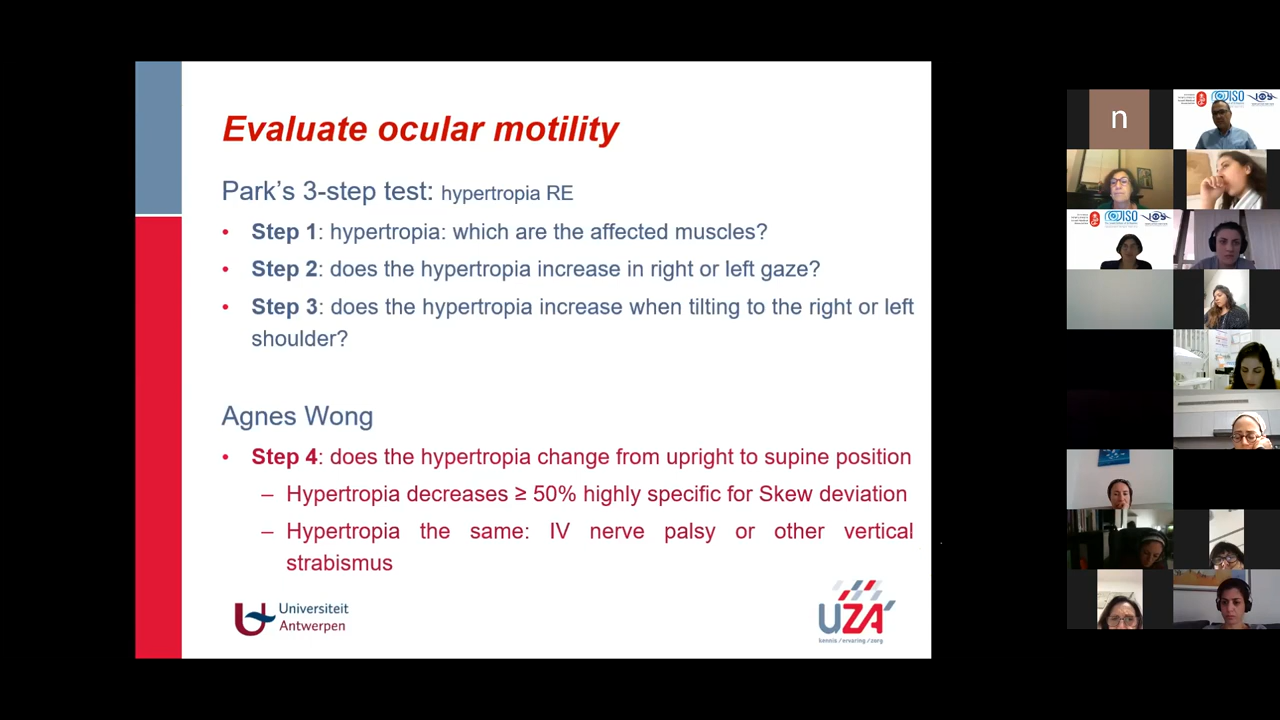 Evaluate ocular motility
Park's 3-step test: hypertropia RE
• Step 1: hypertropia: which are the affected muscles?
• Step 2: does the hypertropia increase in right or left gaze?
• Step 3: does the hypertropia increase when tilting to the right or left
shoulder?
Agnes Wong
• Step 4: does the hypertropia change from upright to supine position
– Hypertropia decreases ≥ 50% highly specific for Skew deviation
– Hypertropia the same: IV nerve palsy or other vertical
strabismus
Universiteit
Antwerpen
UZA
kennis / ervaring / zorg
n
ISO
ISO